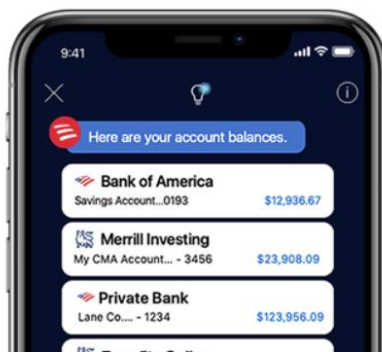 9:41
Here are your account balances.
Bank of America
Savings Account...0193 $12,936.67
Merrill Investing
My CMA Account... - 3456 $23,908.09
Private Bank
Lane Co.... - 1234 $123,956.09